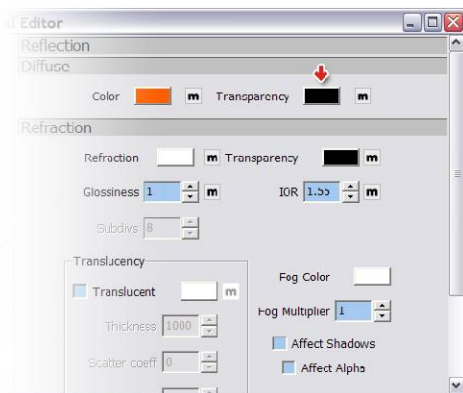 al Editor
Reflection
Diffuse
Color m Transparency m
Refraction
Refraction m Transparency m
Glossiness 1 m IOR 1.55 m
Subdivs 8
Translucency
Translucent m
Fog Color
Thickness 1000
Fog Multiplier 1
Scatter coeff 0
Affect Shadows
Affect Alpha